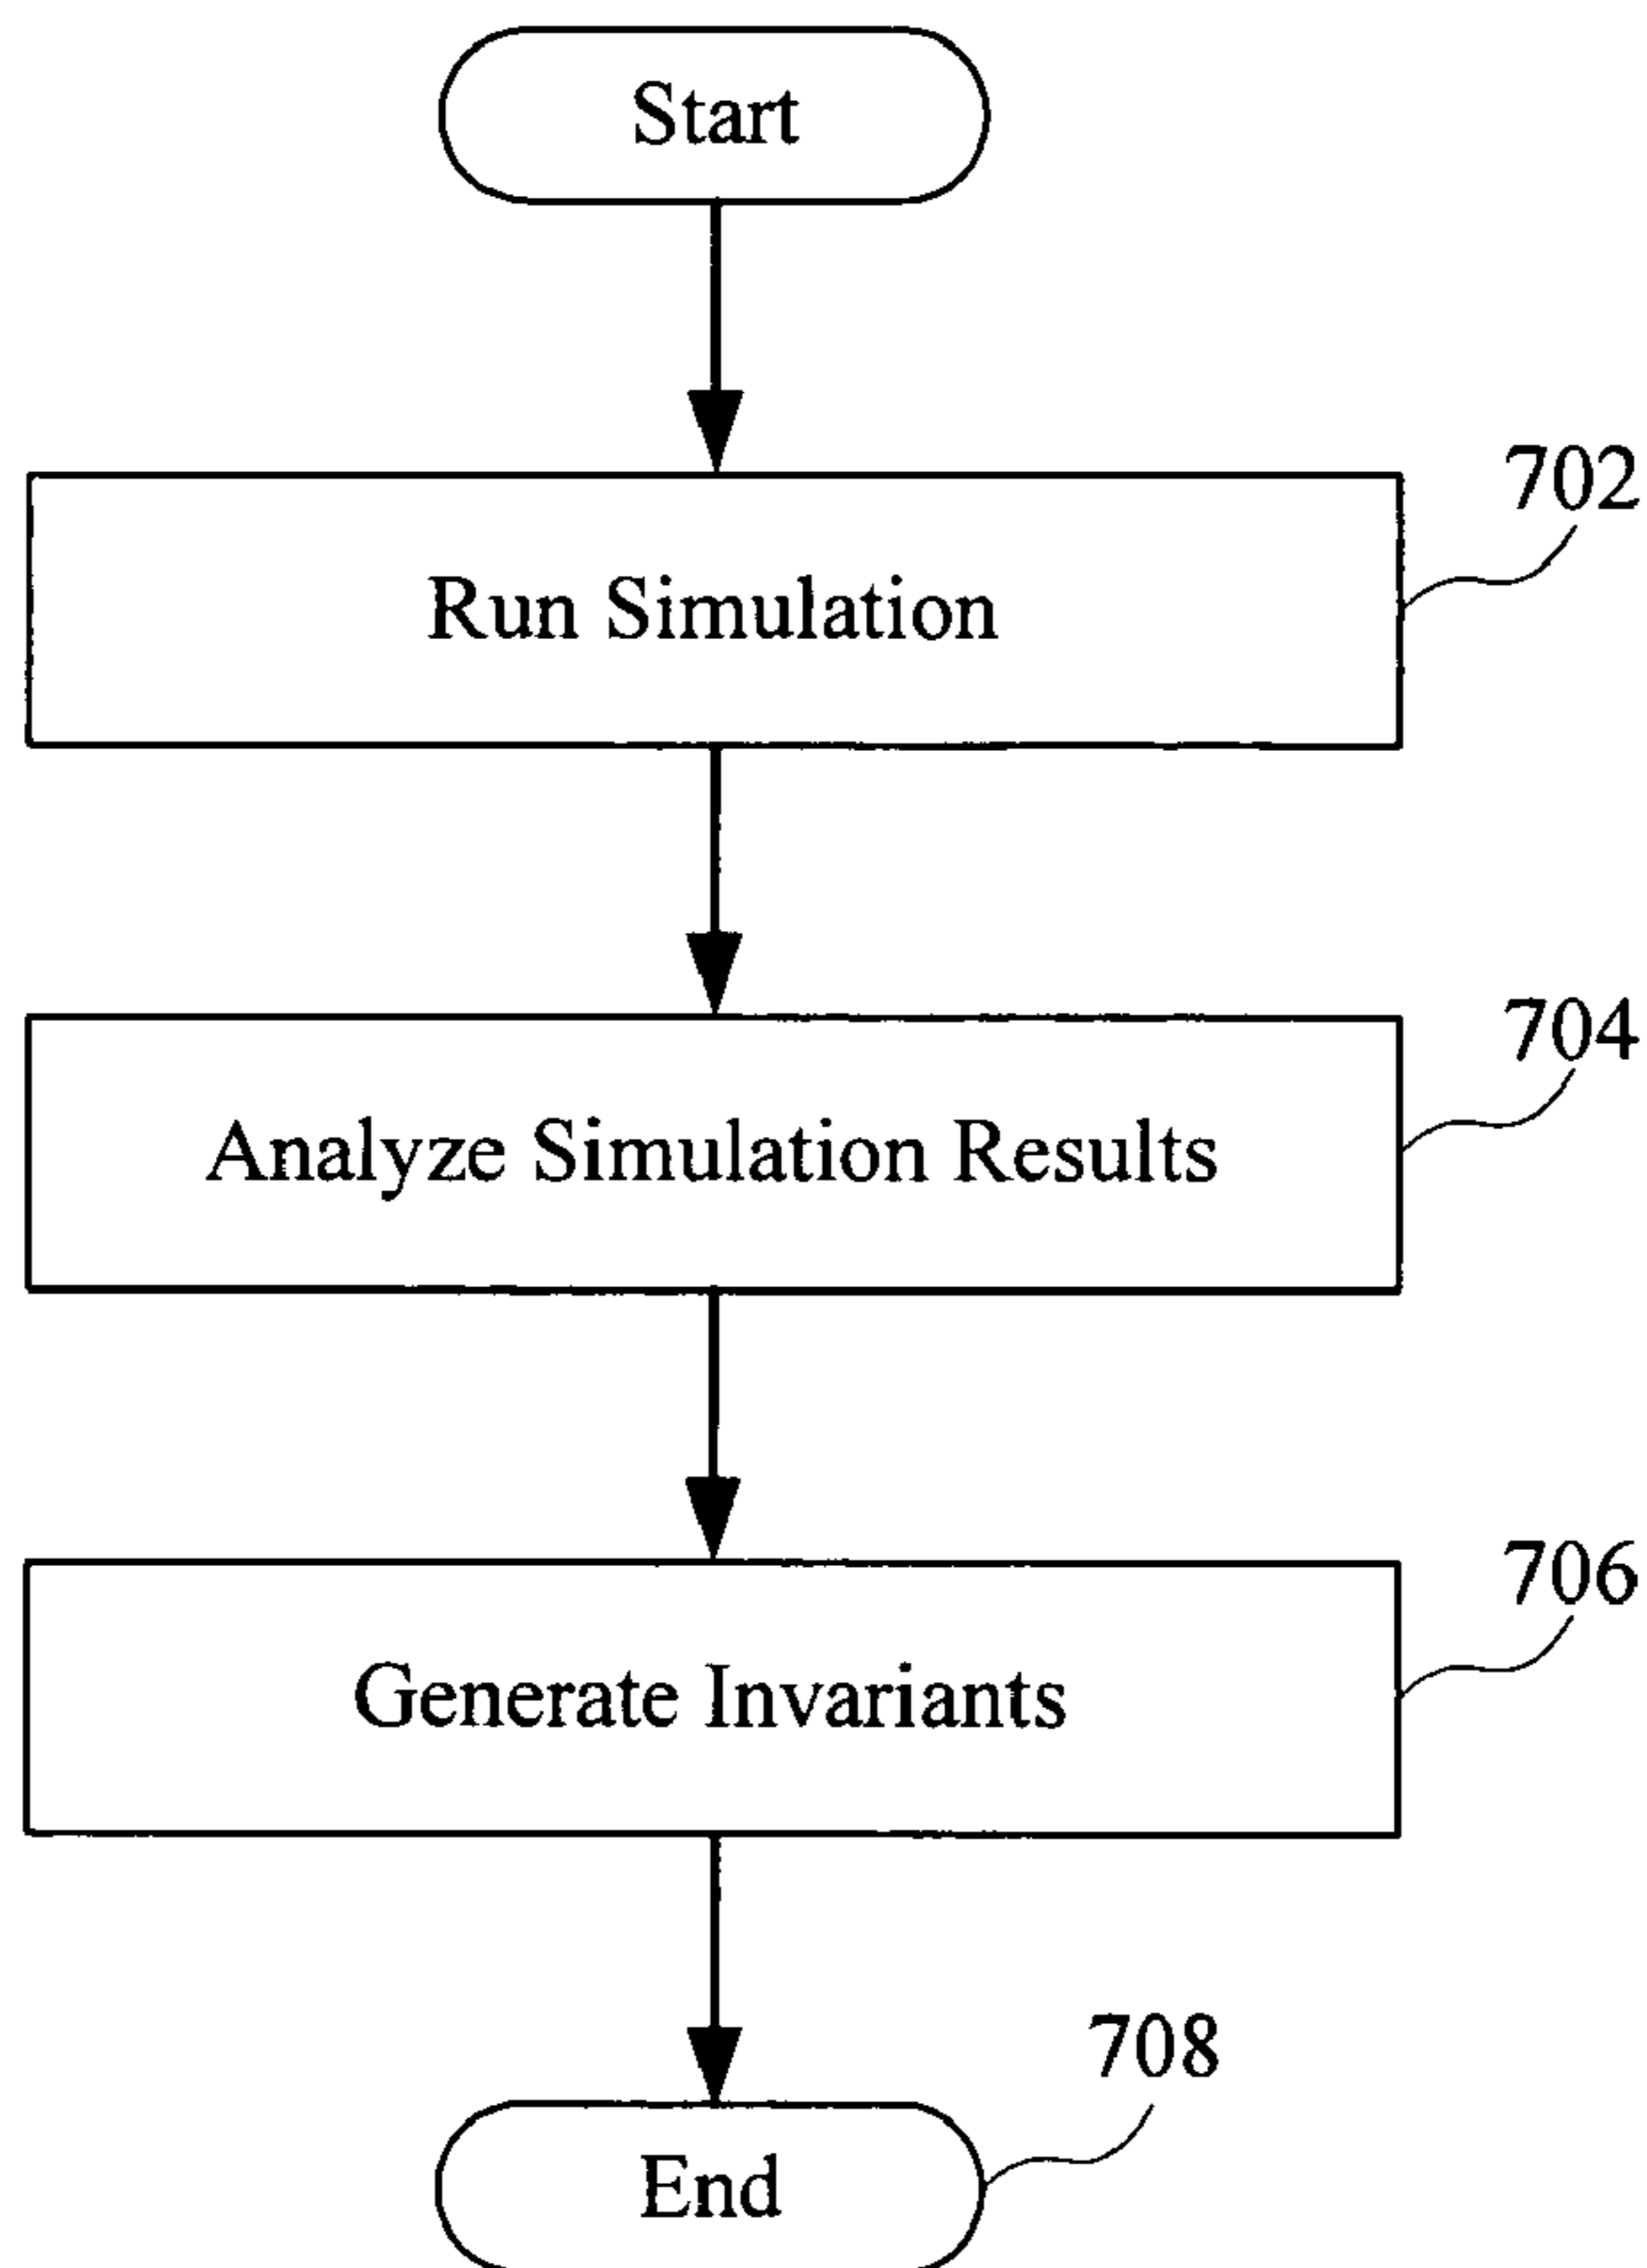 Start
702
Run Simulation
704
Analyze Simulation Results
706
Generate Invariants
708
End